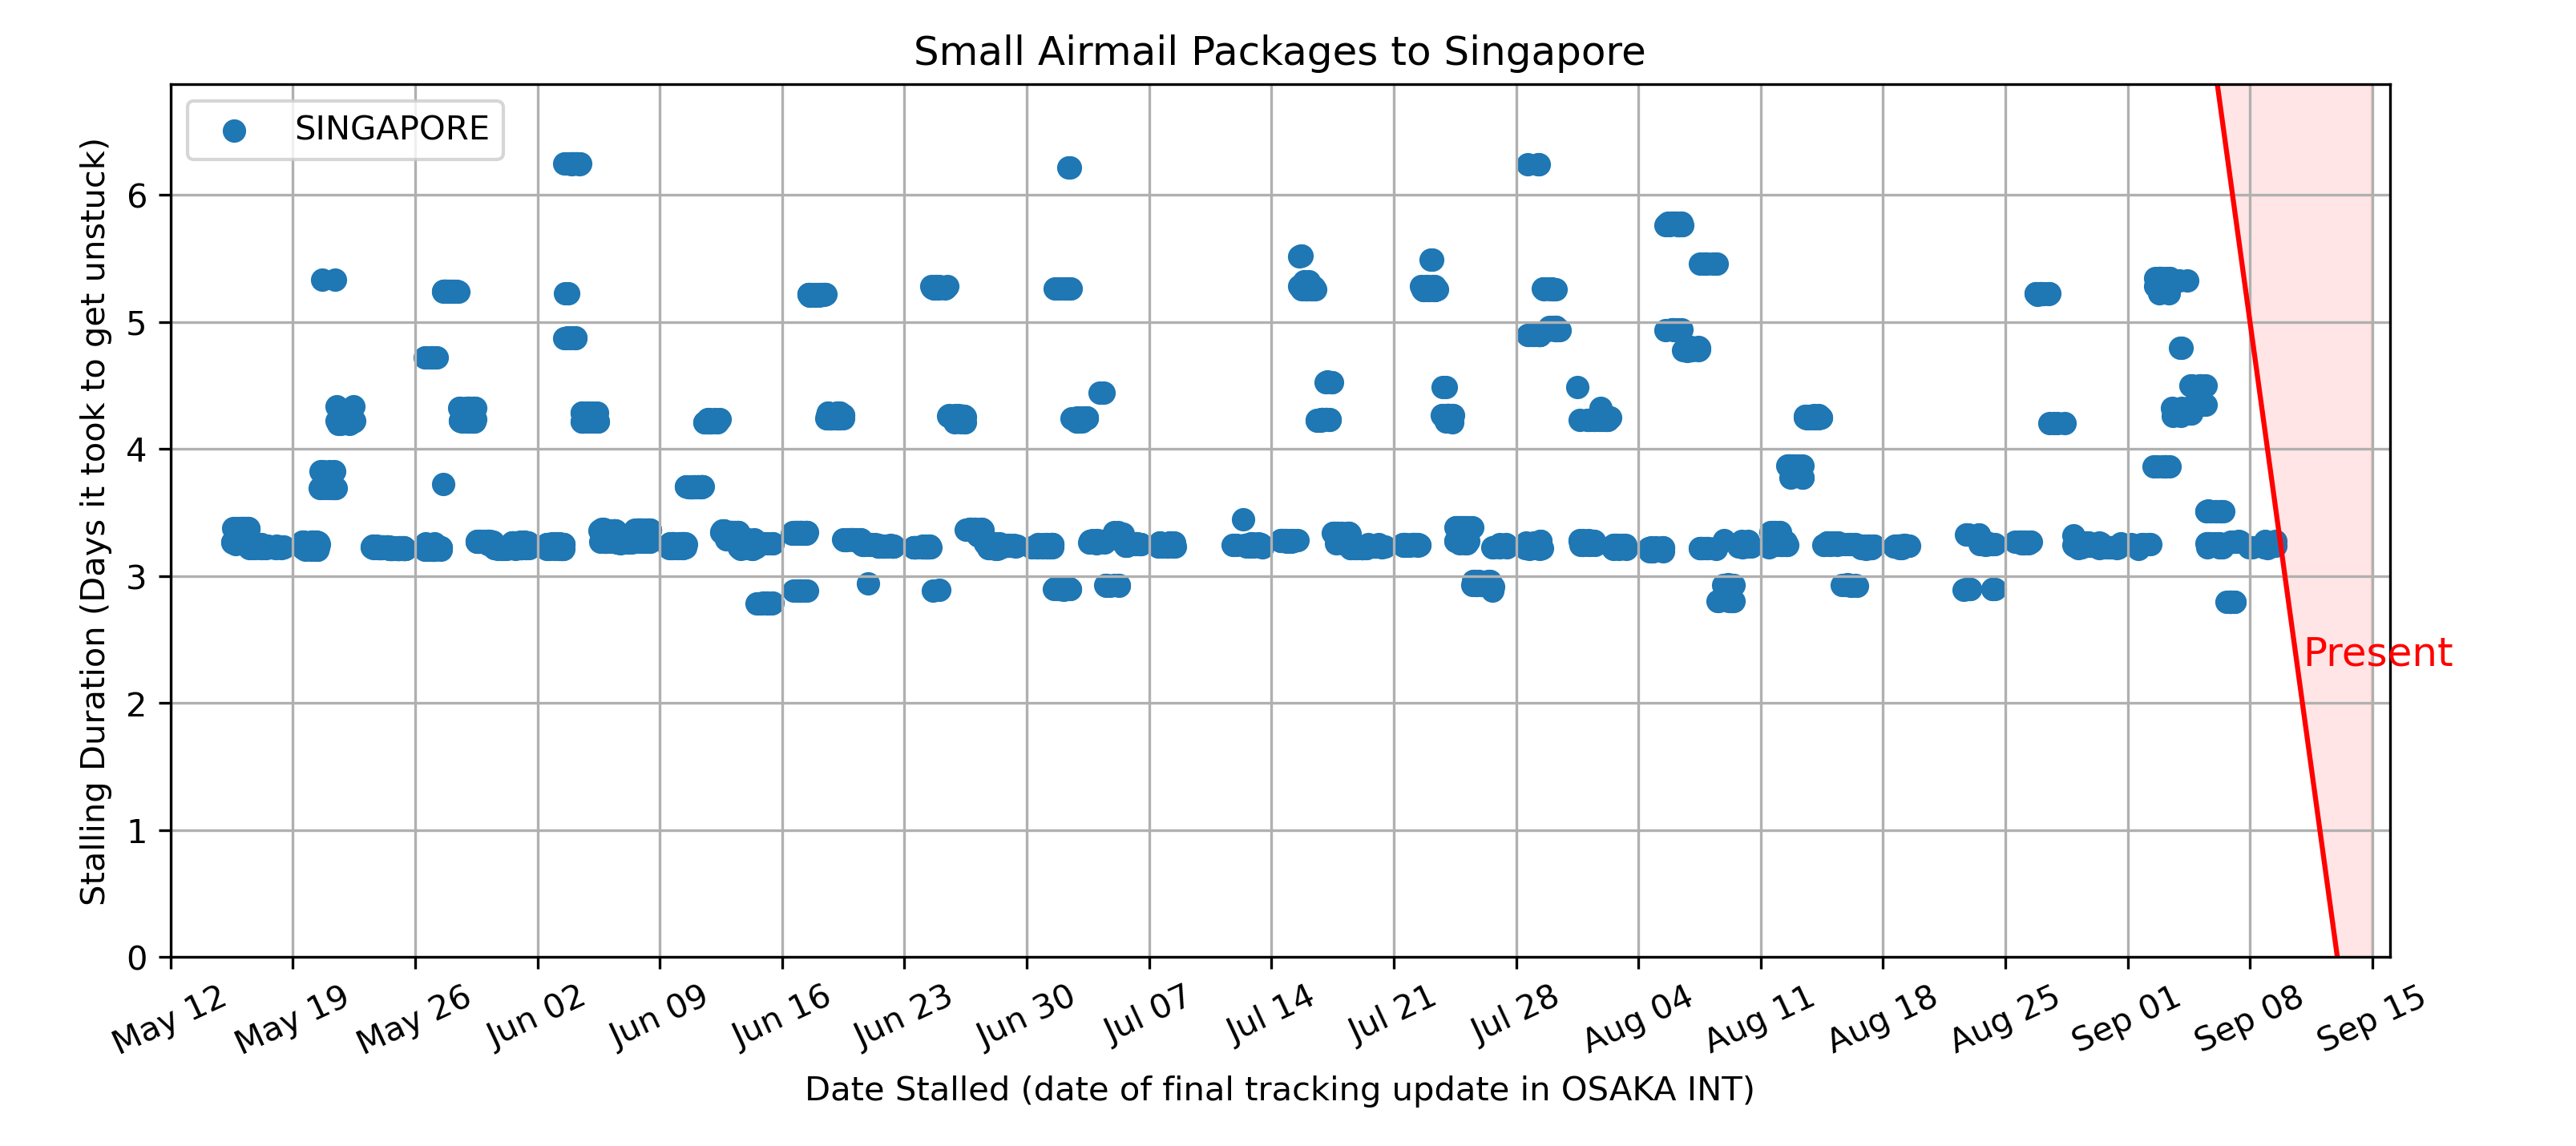 Small Airmail Packages to Singapore
SINGAPORE
Stalling Duration (Days it took to get unstuck)
6
5
4
3
2
1
0
Present
May 12
May 19
May 26
Jun 02
Jun 09
Jun 16
Jun 23
Jun 30
Jul 07
Jul 14
Jul 21
Jul 28
Aug 04
Aug 11
Aug 18
Aug 25
Sep 01
Sep 08
Sep 15
Date Stalled (date of final tracking update in OSAKA INT)